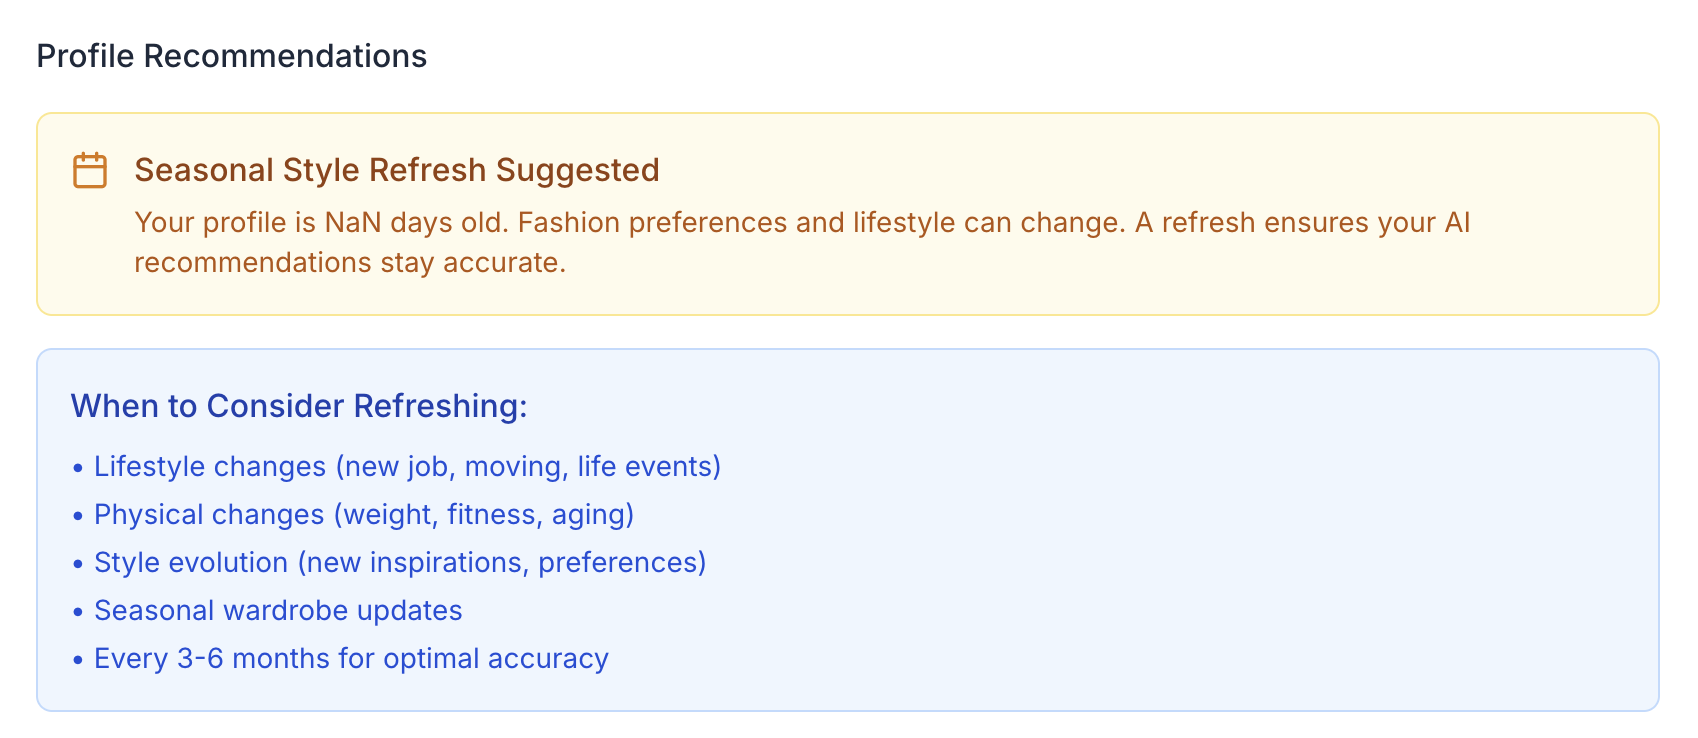 Profile Recommendations
Seasonal Style Refresh Suggested
Your profile is NaN days old. Fashion preferences and lifestyle can change. A refresh ensures your AI
recommendations stay accurate.
When to Consider Refreshing:
• Lifestyle changes (new job, moving, life events)
• Physical changes (weight, fitness, aging)
• Style evolution (new inspirations, preferences)
• Seasonal wardrobe updates
• Every 3-6 months for optimal accuracy